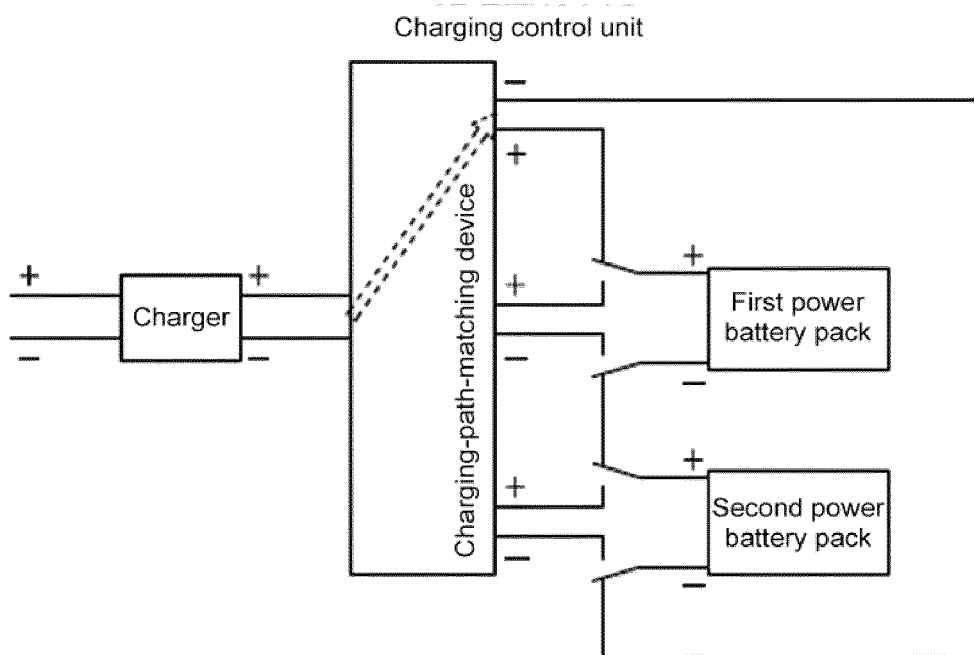 Charging control unit
−
+
+
+
+
Charger
−
−
Charging-path-matching device
+
−
+
First power
battery pack
−
+
−
+
Second power
battery pack
−